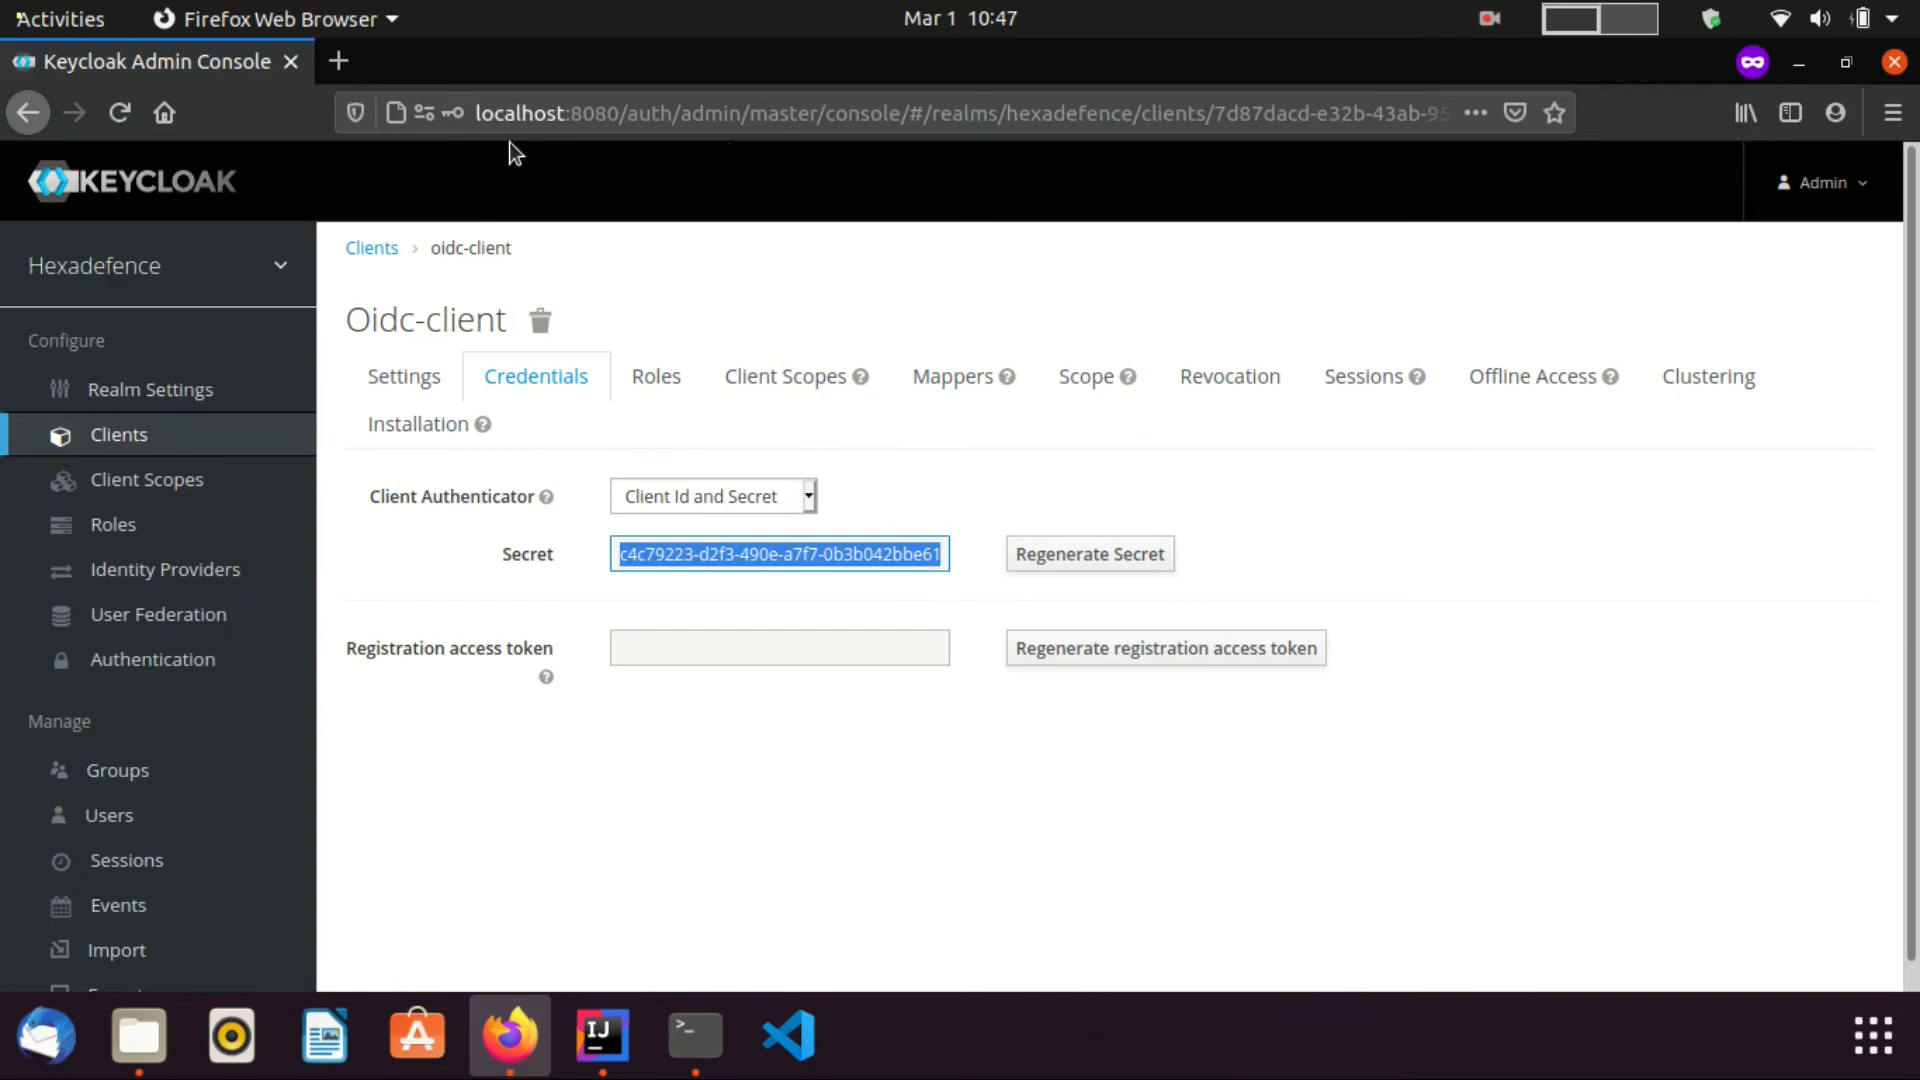 Activities Firefox Web Browser Mar 1 10:47
Keycloak Admin Console
localhost:8080/auth/admin/master/console/#/realms/hexadefence/clients/7d87dacd-e32b-43ab-95
KEYCLOAK Admin
Hexadefence
Clients > oidc-client
Oidc-client
Configure
Settings Credentials Roles Client Scopes Mappers Scope Revocation Sessions Offline Access Clustering
Realm Settings
Installation
Clients
Client Scopes
Client Authenticator Client Id and Secret
Roles
Secret c4c79223-d2f3-490e-a7f7-0b3b042bbe61 Regenerate Secret
Identity Providers
User Federation
Registration access token Regenerate registration access token
Authentication
Manage
Groups
Users
Sessions
Events
Import
IJ